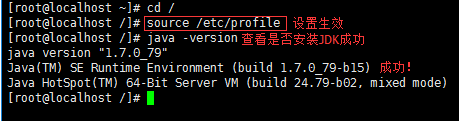 [root@localhost ~]# cd /
[root@localhost /]# source /etc/profile 设置生效
[root@localhost /]# java -version 查看是否安装JDK成功
java version "1.7.0_79"
Java(TM) SE Runtime Environment (build 1.7.0_79-b15) 成功!
Java HotSpot(TM) 64-Bit Server VM (build 24.79-b02, mixed mode)
[root@localhost /]#